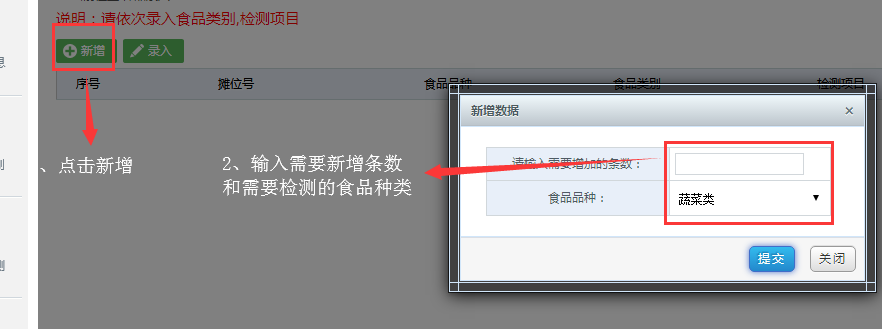 说明：请依次录入食品类别,检测项目
新增 录入
序号 摊位号 食品品种 食品类别 检测项目
新增数据 ×
、点击新增
2、输入需要新增条数
和需要检测的食品种类
请输入需要增加的条数：
食品品种： 蔬菜类
提交 关闭
息
测